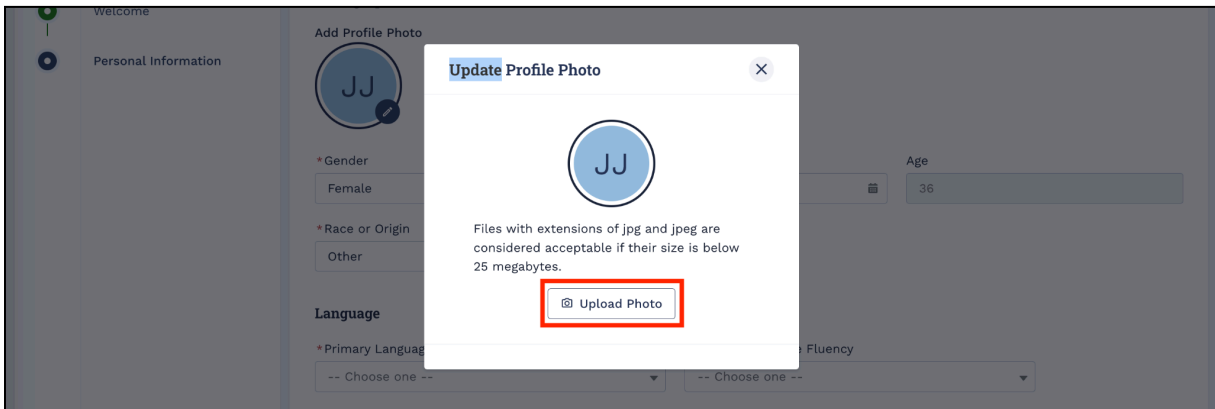 Welcome
Personal Information
Add Profile Photo
JJ
Update Profile Photo
JJ
*Gender
Age
Female
36
*Race or Origin
Other
Files with extensions of jpg and jpeg are
considered acceptable if their size is below
25 megabytes.
Upload Photo
Language
*Primary Languag
Fluency
-- Choose one --
-- Choose one --